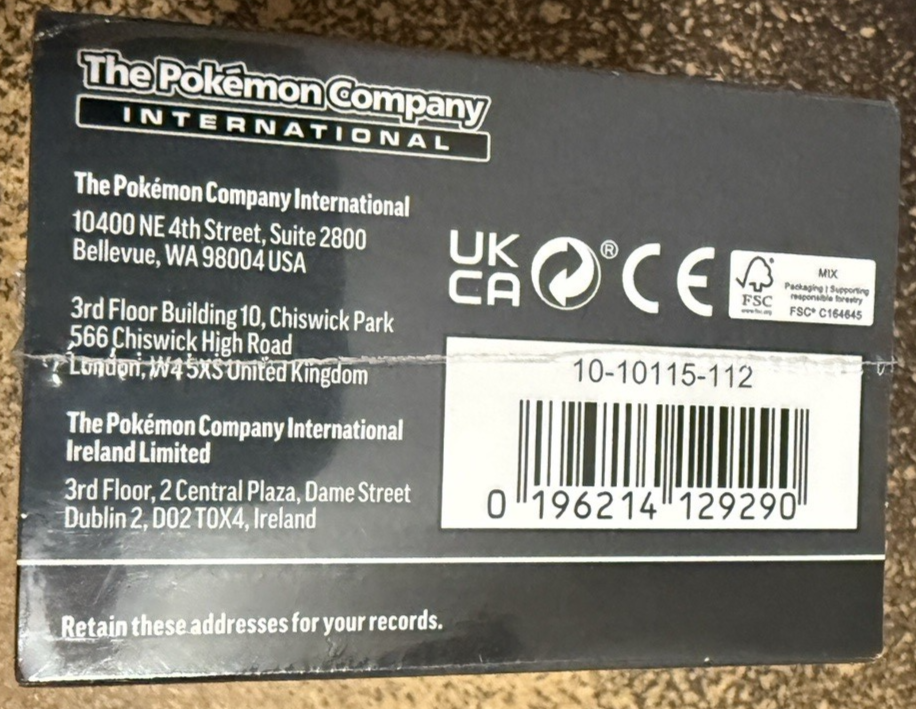 The Pokémon Company
INTERNATIONAL
The Pokémon Company International
10400 NE 4th Street, Suite 2800
Bellevue, WA 98004 USA
3rd Floor Building 10, Chiswick Park
566 Chiswick High Road
London, W4 5XS United Kingdom
The Pokémon Company International
Ireland Limited
3rd Floor, 2 Central Plaza, Dame Street
Dublin 2, D02 T0X4, Ireland
Retain these addresses for your records.
UK
CA
®
CE
FSC
www.fsc.org
MIX
Packaging | Supporting
responsible forestry
FSC® C164645
10-10115-112
0 196214 129290